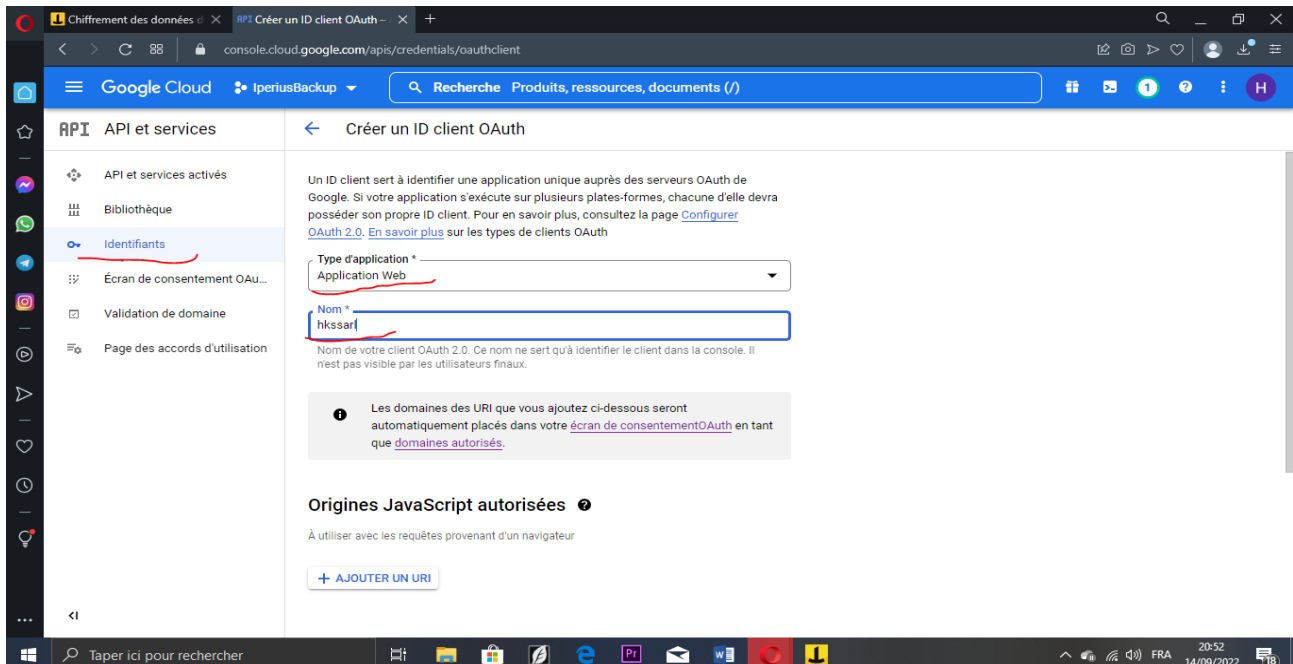 Chiffrement des données d
API Créer un ID client OAuth –
console.cloud.google.com/apis/credentials/oauthclient
Google Cloud
IperiusBackup
Recherche Produits, ressources, documents (/)
1
H
API API et services
Créer un ID client OAuth
API et services activés
Bibliothèque
Identifiants
Écran de consentement OAu...
Validation de domaine
Page des accords d'utilisation
Un ID client sert à identifier une application unique auprès des serveurs OAuth de
Google. Si votre application s'exécute sur plusieurs plates-formes, chacune d'elle devra
posséder son propre ID client. Pour en savoir plus, consultez la page Configurer
OAuth 2.0. En savoir plus sur les types de clients OAuth
Type d'application *
Application Web
Nom *
hkssarl
Nom de votre client OAuth 2.0. Ce nom ne sert qu'à identifier le client dans la console. Il
n'est pas visible par les utilisateurs finaux.
Les domaines des URI que vous ajoutez ci-dessous seront
automatiquement placés dans votre écran de consentementOAuth en tant
que domaines autorisés.
Origines JavaScript autorisées
À utiliser avec les requêtes provenant d'un navigateur
+ AJOUTER UN URI
Taper ici pour rechercher
Pr
FRA
20:52
14/09/2022
18